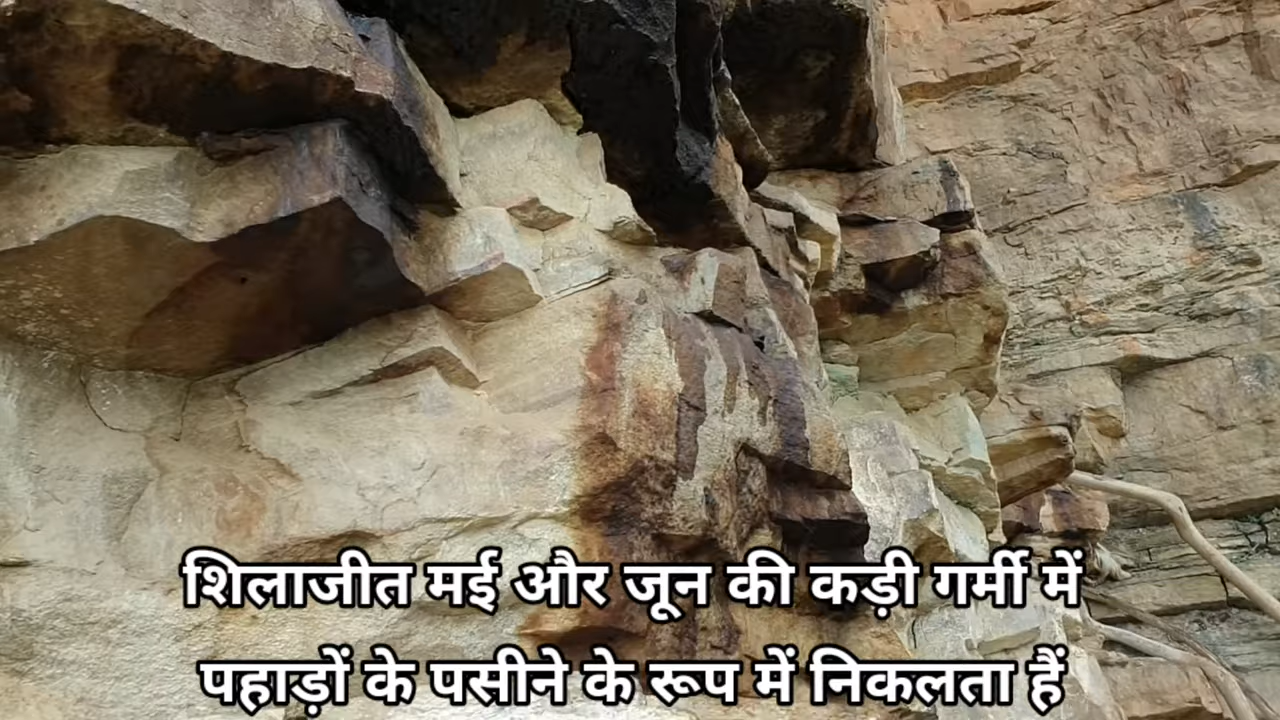 शिलाजीत मई और जून की कड़ी गर्मी में
पहाड़ों के पसीने के रूप में निकलता हैं